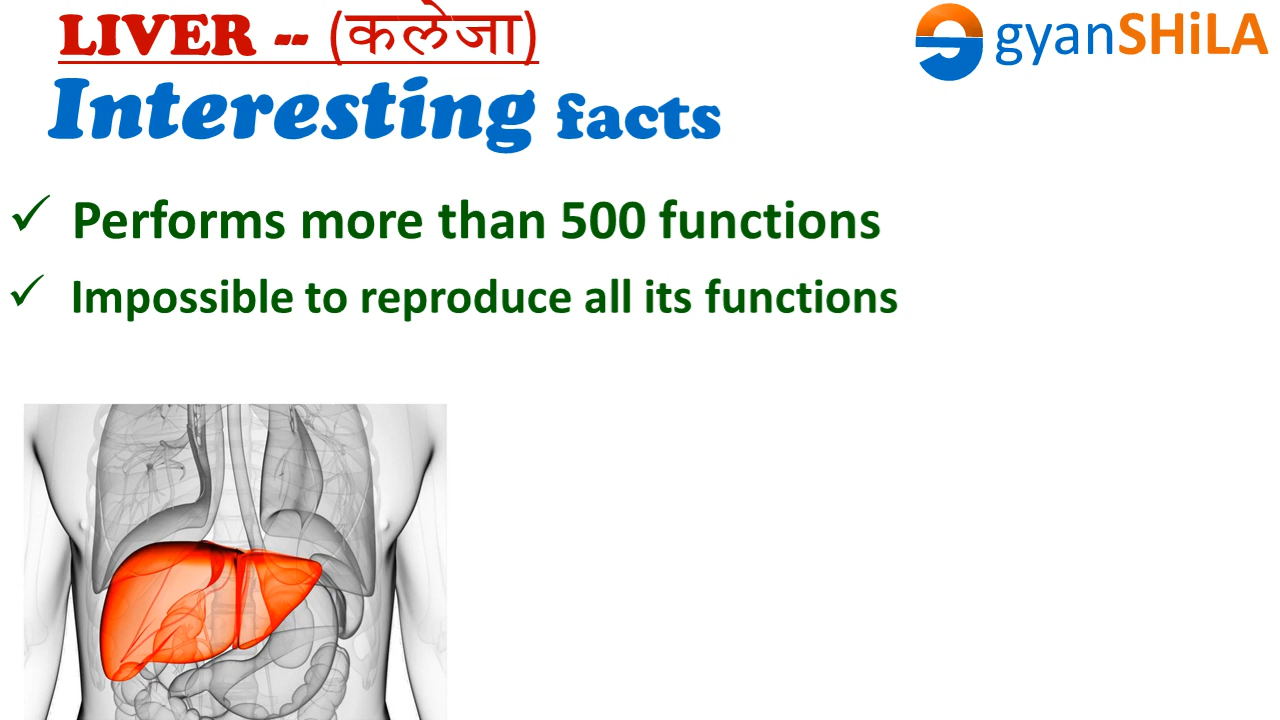 LIVER -- (कलेजा)
gyanSHiLA
Interesting facts
✓ Performs more than 500 functions
✓ Impossible to reproduce all its functions